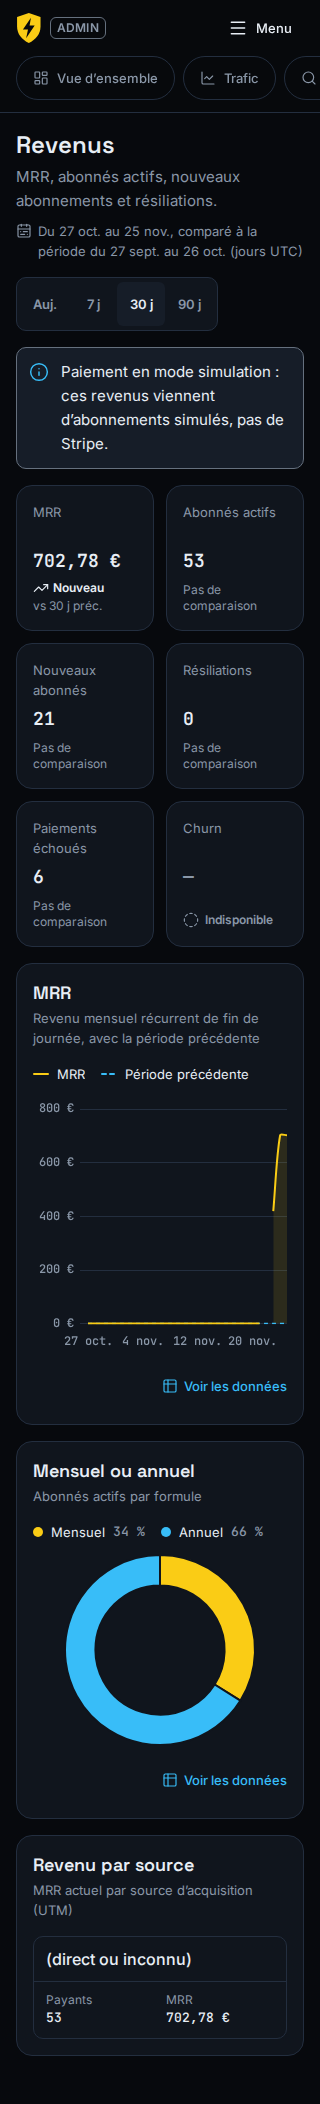 ADMIN
Menu
Vue d’ensemble
Trafic
Revenus
MRR, abonnés actifs, nouveaux
abonnements et résiliations.
Du 27 oct. au 25 nov., comparé à la
période du 27 sept. au 26 oct. (jours UTC)
Auj. 7 j 30 j 90 j
Paiement en mode simulation :
ces revenus viennent
d’abonnements simulés, pas de
Stripe.
MRR
702,78 €
Nouveau
vs 30 j préc.
Abonnés actifs
53
Pas de
comparaison
Nouveaux
abonnés
21
Pas de
comparaison
Résiliations
0
Pas de
comparaison
Paiements
échoués
6
Pas de
comparaison
Churn
—
Indisponible
MRR
Revenu mensuel récurrent de fin de
journée, avec la période précédente
MRR Période précédente
800 €
600 €
400 €
200 €
0 €
27 oct. 4 nov. 12 nov. 20 nov.
Voir les données
Mensuel ou annuel
Abonnés actifs par formule
Mensuel 34 % Annuel 66 %
Voir les données
Revenu par source
MRR actuel par source d’acquisition
(UTM)
(direct ou inconnu)
Payants MRR
53 702,78 €